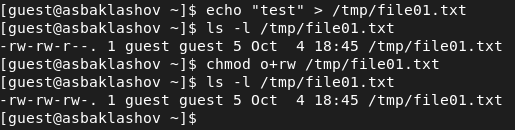 [guest@asbaklashov ~]$ echo "test" > /tmp/file01.txt
[guest@asbaklashov ~]$ ls -l /tmp/file01.txt
-rw-rw-r--. 1 guest guest 5 Oct  4 18:45 /tmp/file01.txt
[guest@asbaklashov ~]$ chmod o+rw /tmp/file01.txt
[guest@asbaklashov ~]$ ls -l /tmp/file01.txt
-rw-rw-rw-. 1 guest guest 5 Oct  4 18:45 /tmp/file01.txt
[guest@asbaklashov ~]$